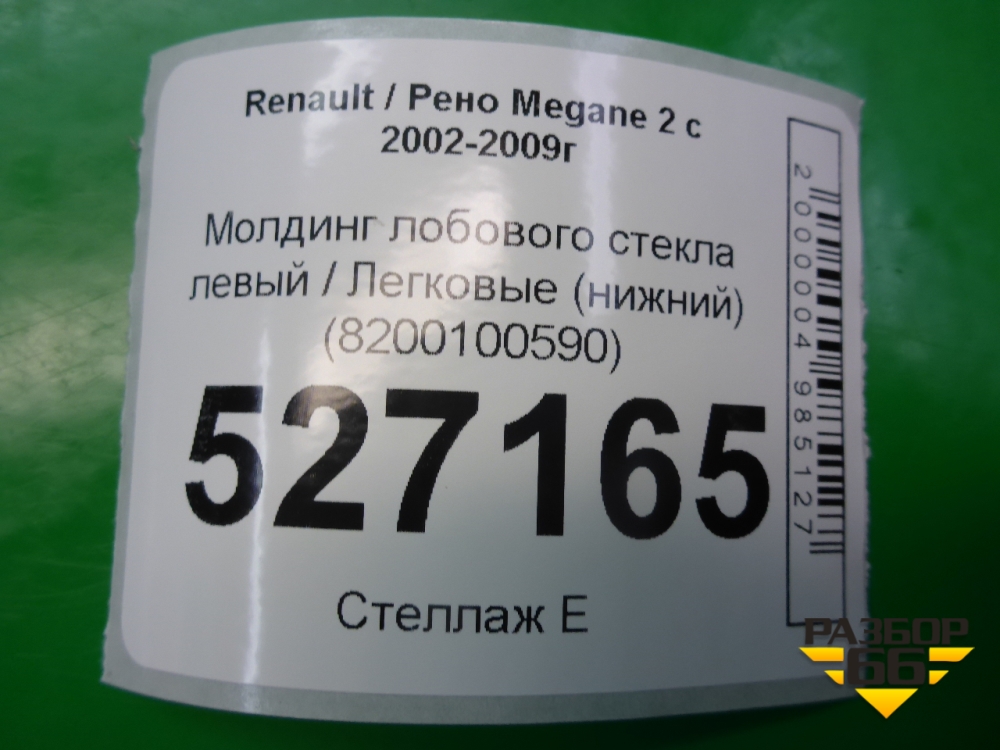 Renault / Рено Megane 2 с
2002-2009г
Молдинг лобового стекла
левый / Легковые (нижний)
(8200100590)
527165
Стеллаж Е
2000004985127
РАЗБОР
66